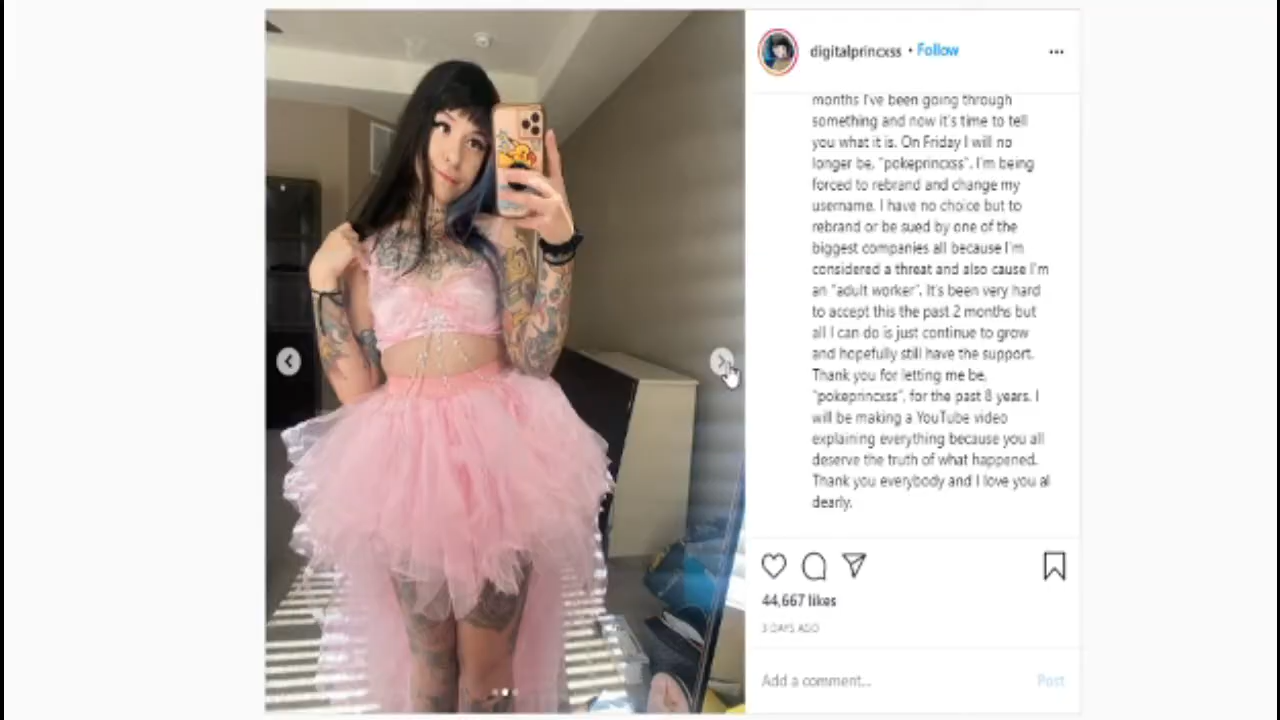 digitalprincxss • Follow
months I've been going through
something and now it's time to tell
you what it is. On Friday I will no
longer be, "pokeprincxss". I'm being
forced to rebrand and change my
username. I have no choice but to
rebrand or be sued by one of the
biggest companies all because I'm
considered a threat and also cause I'm
an "adult worker". It's been very hard
to accept this the past 2 months but
all I can do is just continue to grow
and hopefully still have the support.
Thank you for letting me be,
"pokeprincxss", for the past 8 years. I
will be making a YouTube video
explaining everything because you all
deserve the truth of what happened.
Thank you everybody and I love you al
dearly.
44,667 likes
3 DAYS AGO
Add a comment...
Post